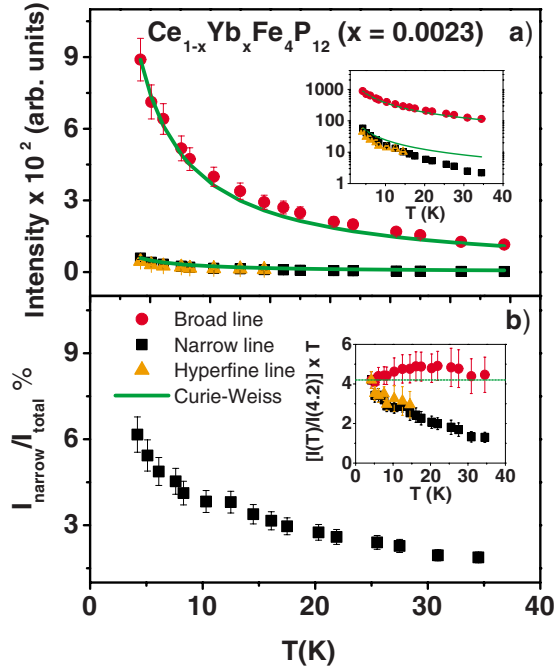 Ce1-xYbxFe4P12 (x = 0.0023) a)
Intensity x 10² (arb. units)
9
6
3
0
1000
100
10
1
0 10 20 30 40
T (K)
b)
Broad line
Narrow line
Hyperfine line
Curie-Weiss
Inarrow/Itotal %
9
6
3
[I(T)/I(4.2)] x T
6
4
2
0
0 10 20 30 40
T (K)
0 10 20 30 40
T(K)